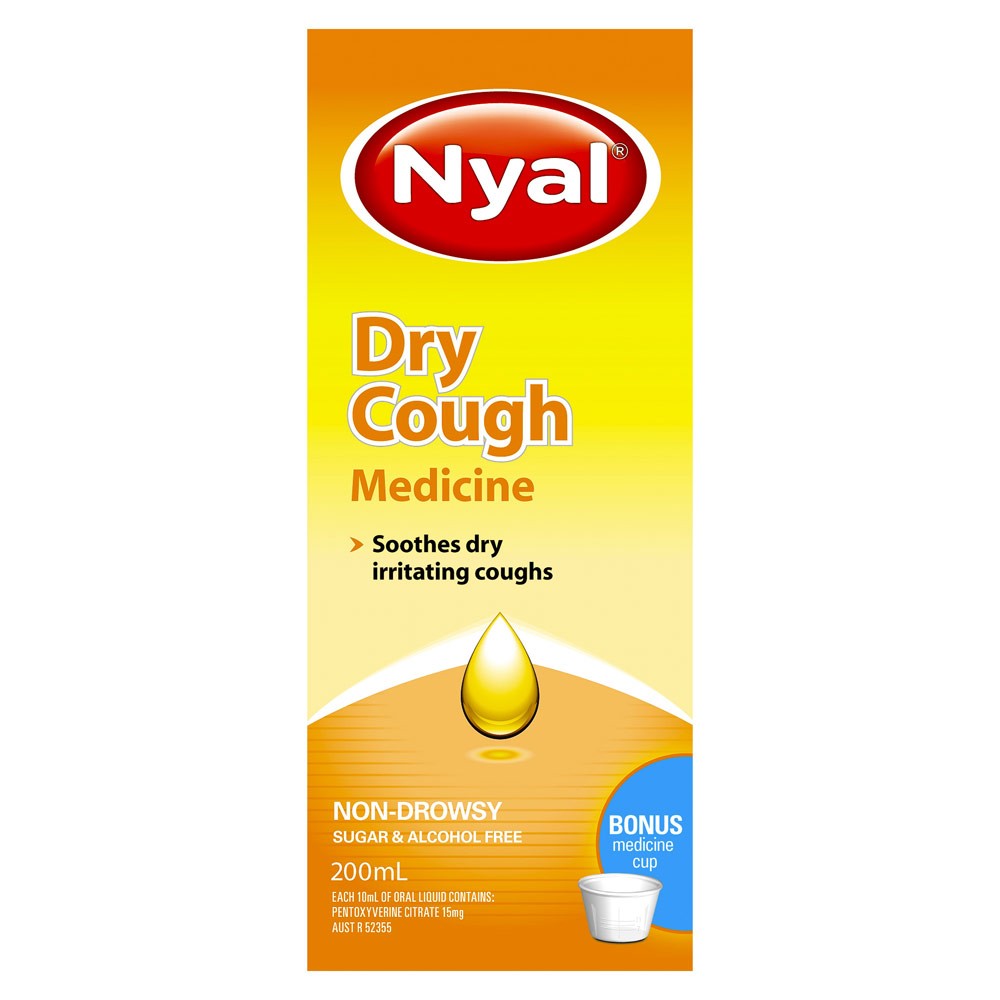 Nyal®
Dry
Cough
Medicine
Soothes dry
irritating coughs
NON-DROWSY
SUGAR & ALCOHOL FREE
200mL
EACH 10mL OF ORAL LIQUID CONTAINS:
PENTOXYVERINE CITRATE 15mg
AUST R 52355
BONUS
medicine
cup